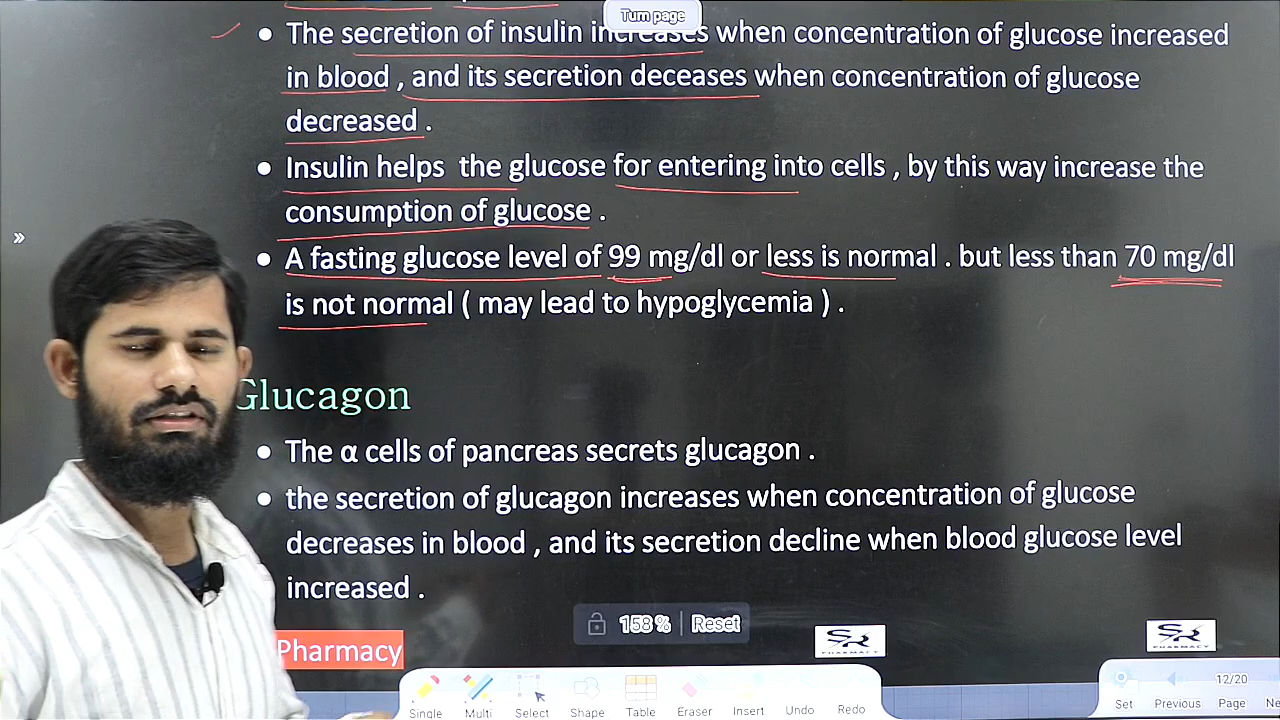 Turn page
The secretion of insulin increases when concentration of glucose increased
in blood , and its secretion deceases when concentration of glucose
decreased .
Insulin helps the glucose for entering into cells , by this way increase the
consumption of glucose .
A fasting glucose level of 99 mg/dl or less is normal . but less than 70 mg/dl
is not normal ( may lead to hypoglycemia ) .
Glucagon
The α cells of pancreas secrets glucagon .
the secretion of glucagon increases when concentration of glucose
decreases in blood , and its secretion decline when blood glucose level
increased .
158 % Reset
Pharmacy
SR PHARMACY
SR PHARMACY
12/20
Single Multi Select Shape Table Eraser Insert Undo Redo
Set Previous Page